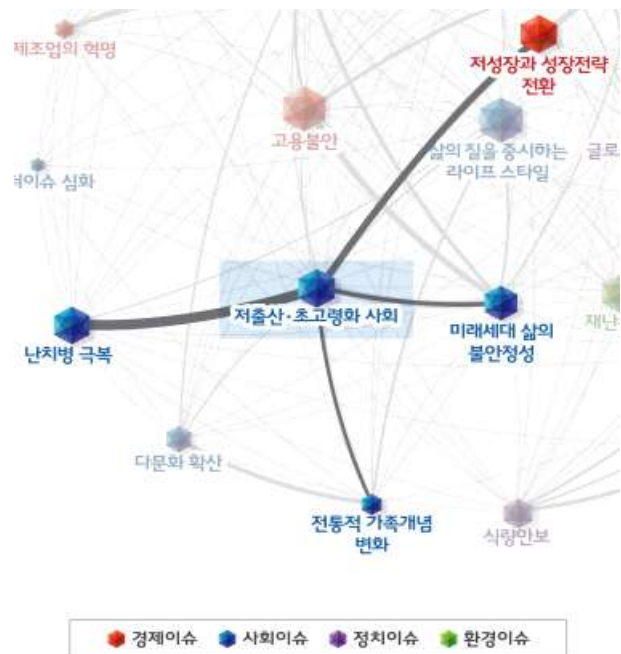 제조업의 혁명
저성장과 성장전략
전환
고용불안
삶의 질을 중시하는
라이프 스타일
글로
심화
저출산·초고령화 사회
난치병 극복
미래세대 삶의
불안정성
재난
다문화 확산
전통적 가족개념
변화
식량안보
경제이슈
사회이슈
정치이슈
환경이슈